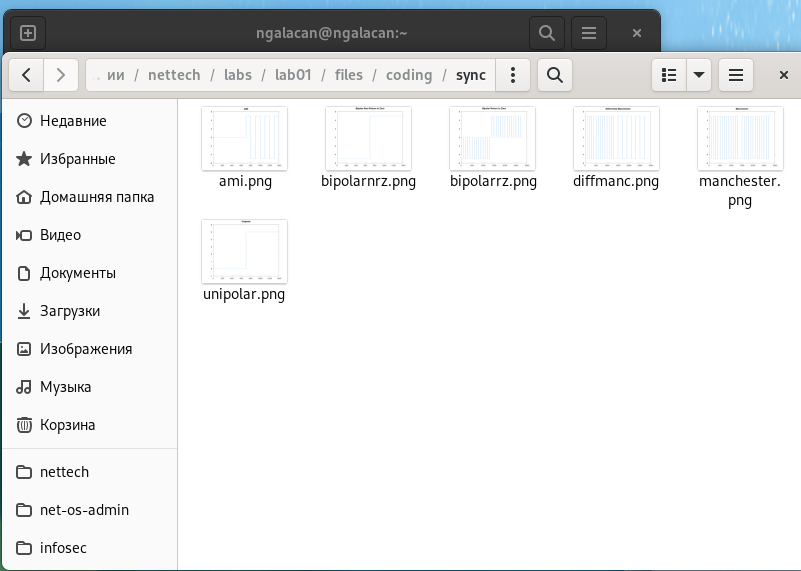 ngalacan@ngalacan:~
ии / nettech / labs / lab01 / files / coding / sync
Недавние
Избранные
Домашняя папка
Видео
Документы
Загрузки
Изображения
Музыка
Корзина
nettech
net-os-admin
infosec
ami.png
bipolarnrz.png
bipolarrz.png
diffmanc.png
manchester.
png
unipolar.png